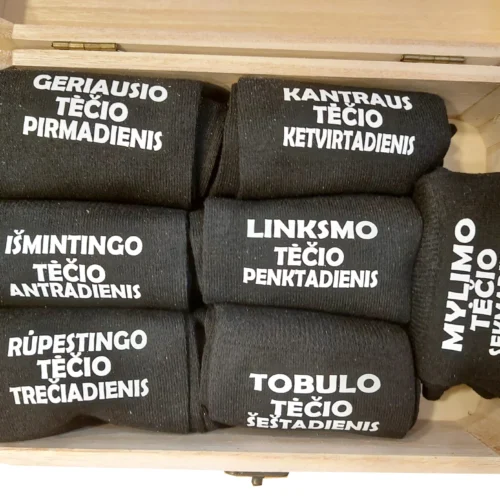 GERIAUSIO
TĖČIO
PIRMADIENIS
IŠMINTINGO
TĖČIO
ANTRADIENIS
RŪPESTINGO
TĖČIO
TREČIADIENIS
KANTRAUS
TĖČIO
KETVIRTADIENIS
LINKSMO
TĖČIO
PENKTADIENIS
TOBULO
TĖČIO
ŠEŠTADIENIS
MYLIMO
TĖČIO